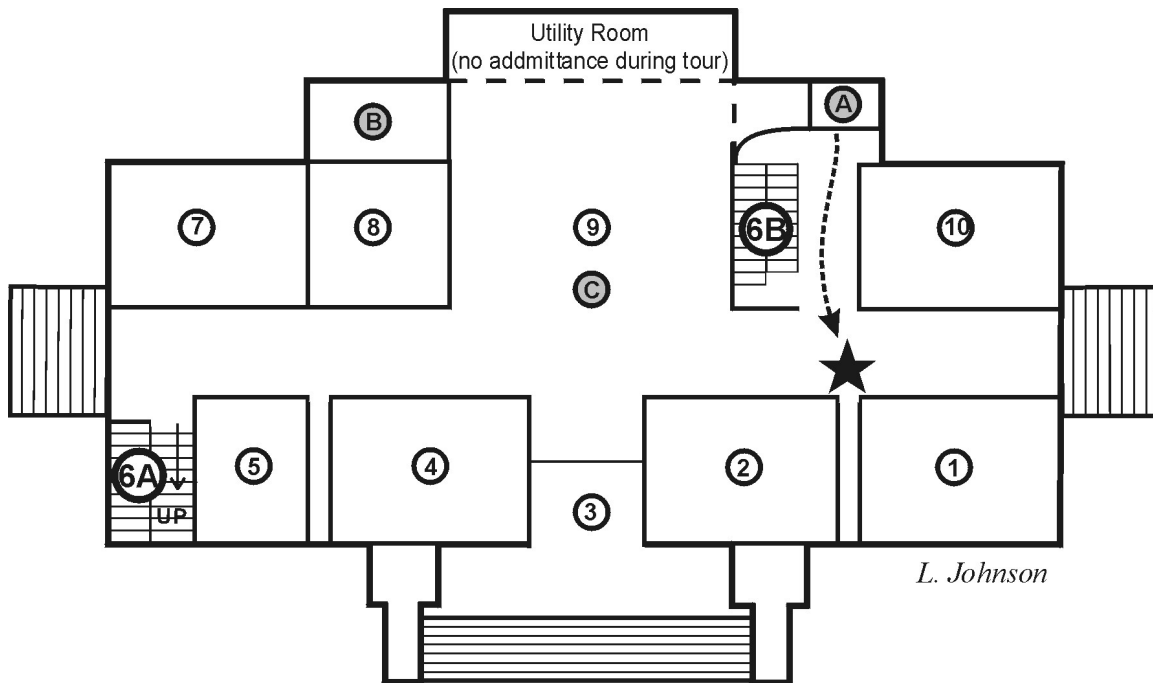 Utility Room
(no addmittance during tour)
A
B
7
8
9
6B
10
C
6A
UP
5
4
3
2
1
L. Johnson